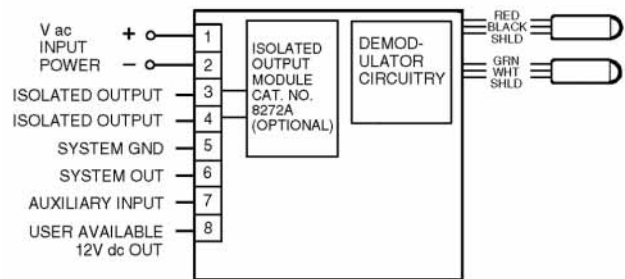 V ac
INPUT
POWER
+
−
ISOLATED OUTPUT
ISOLATED OUTPUT
SYSTEM GND
SYSTEM OUT
AUXILIARY INPUT
USER AVAILABLE
12V dc OUT
1
2
3
4
5
6
7
8
ISOLATED
OUTPUT
MODULE
CAT. NO.
8272A
(OPTIONAL)
DEMOD-
ULATOR
CIRCUITRY
RED
BLACK
SHLD
GRN
WHT
SHLD